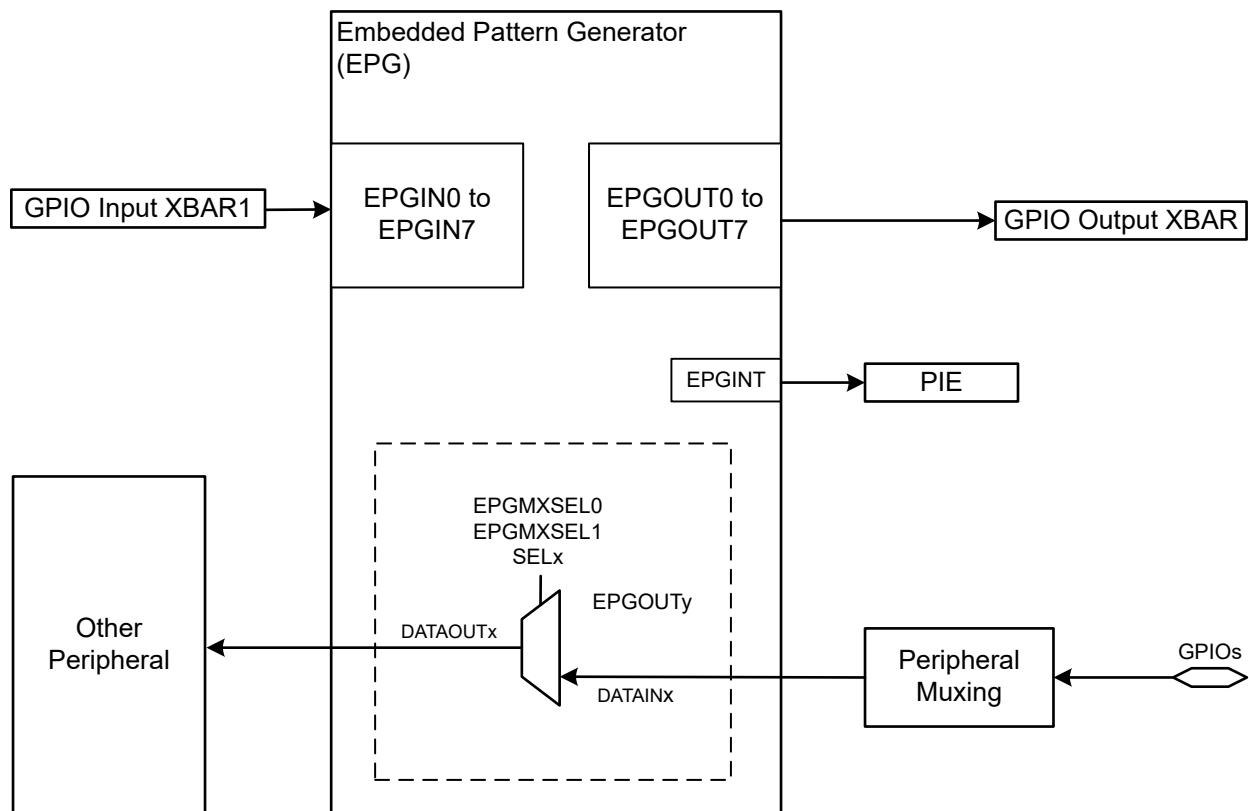 Embedded Pattern Generator
(EPG)
GPIO Input XBAR1
EPGIN0 to
EPGIN7
EPGOUT0 to
EPGOUT7
GPIO Output XBAR
EPGINT
PIE
EPGMXSEL0
EPGMXSEL1
SELx
EPGOUTy
DATAOUTx
Other
Peripheral
DATAINx
Peripheral
Muxing
GPIOs